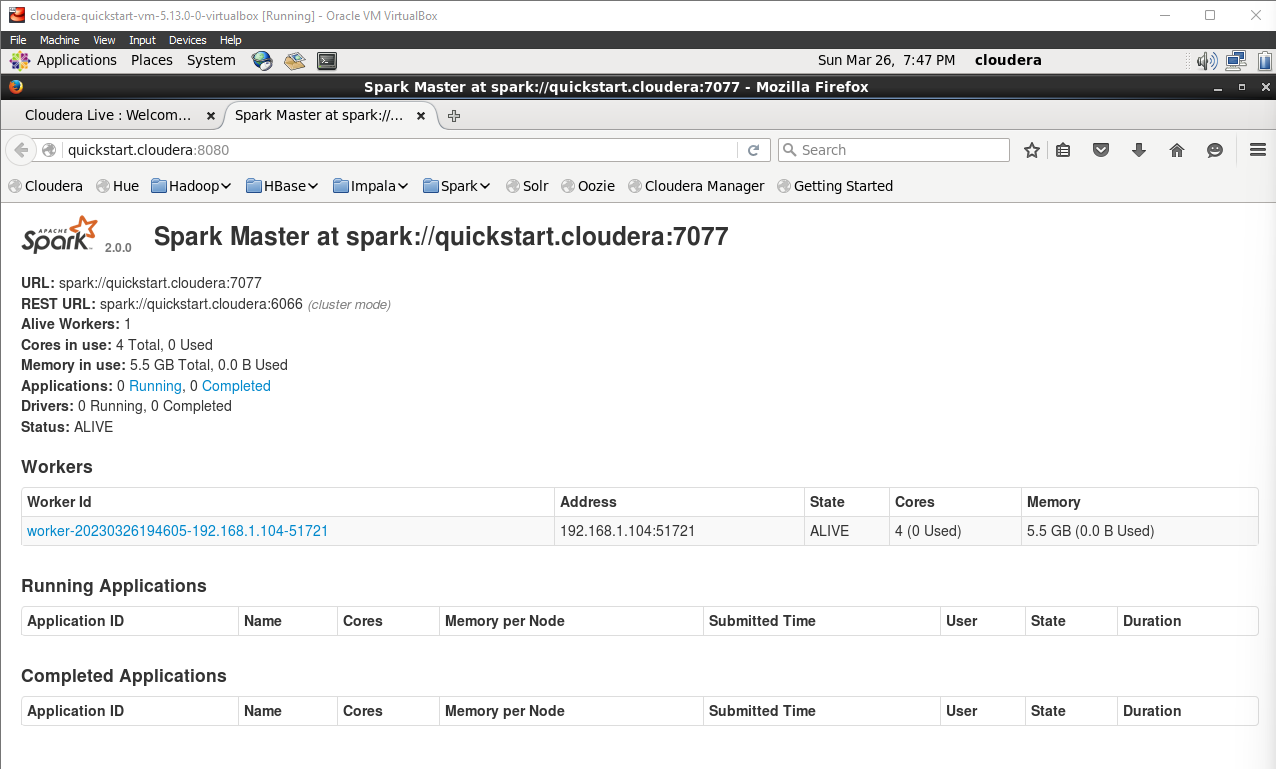 cloudera-quickstart-vm-5.13.0-0-virtualbox [Running] - Oracle VM VirtualBox
File Machine View Input Devices Help
Applications Places System Sun Mar 26, 7:47 PM cloudera
Spark Master at spark://quickstart.cloudera:7077 - Mozilla Firefox
Cloudera Live : Welcom... Spark Master at spark://...
quickstart.cloudera:8080 Search
Cloudera Hue Hadoop HBase Impala Spark Solr Oozie Cloudera Manager Getting Started
APACHE Spark 2.0.0 Spark Master at spark://quickstart.cloudera:7077
URL: spark://quickstart.cloudera:7077
REST URL: spark://quickstart.cloudera:6066 (cluster mode)
Alive Workers: 1
Cores in use: 4 Total, 0 Used
Memory in use: 5.5 GB Total, 0.0 B Used
Applications: 0 Running, 0 Completed
Drivers: 0 Running, 0 Completed
Status: ALIVE
Workers
Worker Id Address State Cores Memory
worker-20230326194605-192.168.1.104-51721 192.168.1.104:51721 ALIVE 4 (0 Used) 5.5 GB (0.0 B Used)
Running Applications
Application ID Name Cores Memory per Node Submitted Time User State Duration
Completed Applications
Application ID Name Cores Memory per Node Submitted Time User State Duration